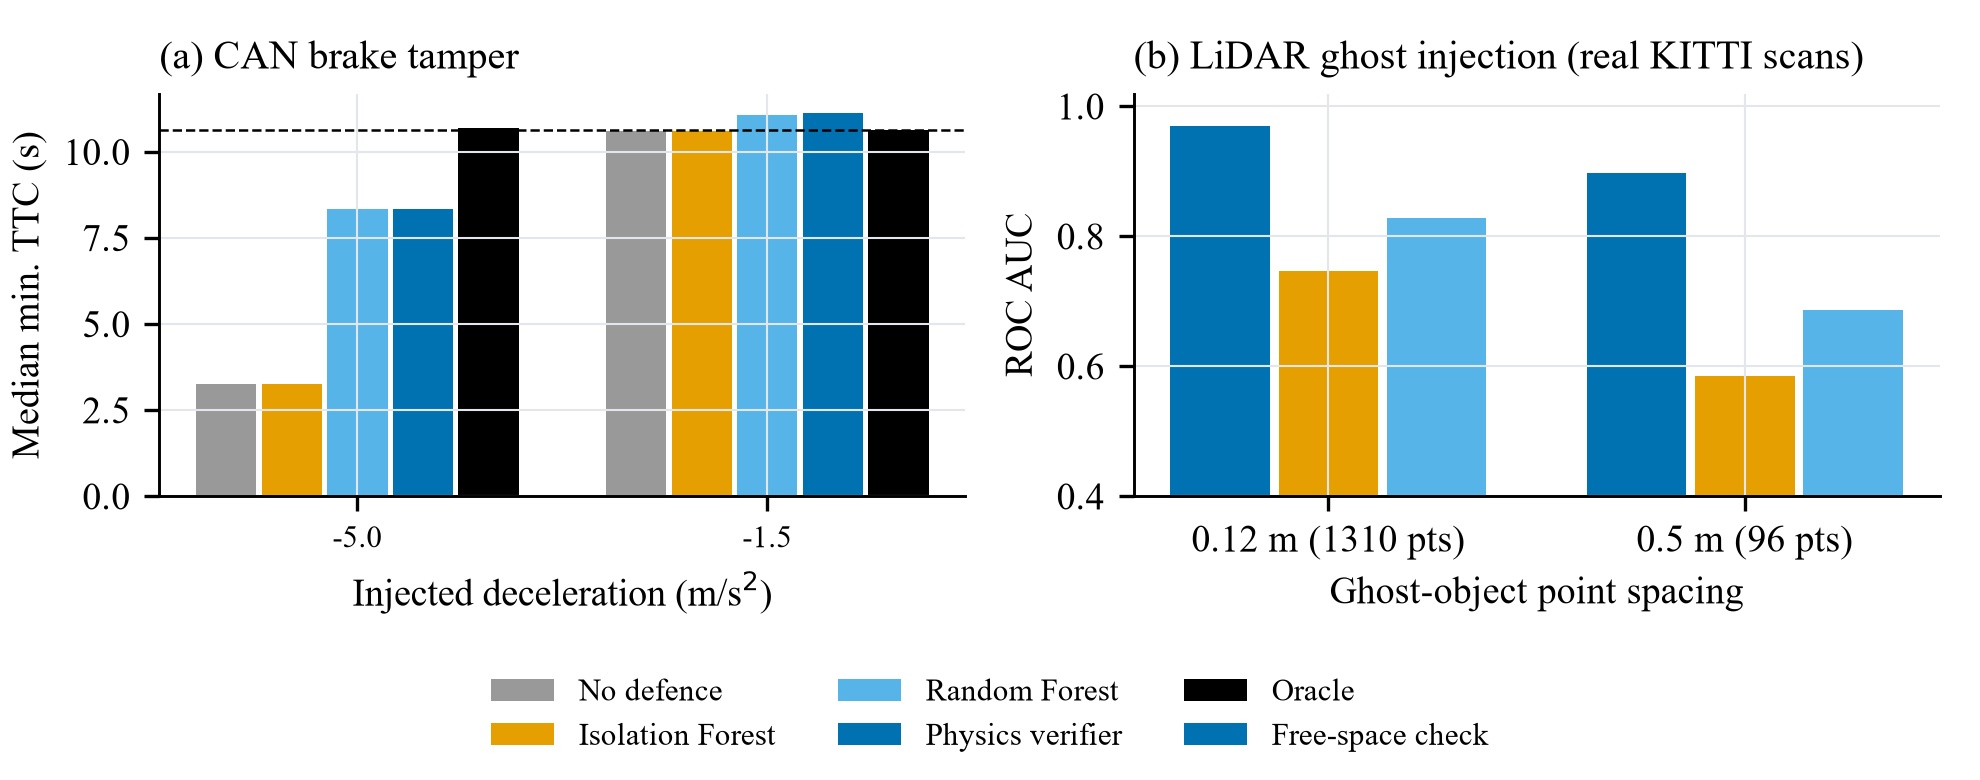 (a) CAN brake tamper
Median min. TTC (s)
10.0
7.5
5.0
2.5
0.0
-5.0
-1.5
Injected deceleration (m/s²)
(b) LiDAR ghost injection (real KITTI scans)
ROC AUC
1.0
0.8
0.6
0.4
0.12 m (1310 pts)
0.5 m (96 pts)
Ghost-object point spacing
No defence
Isolation Forest
Random Forest
Physics verifier
Oracle
Free-space check